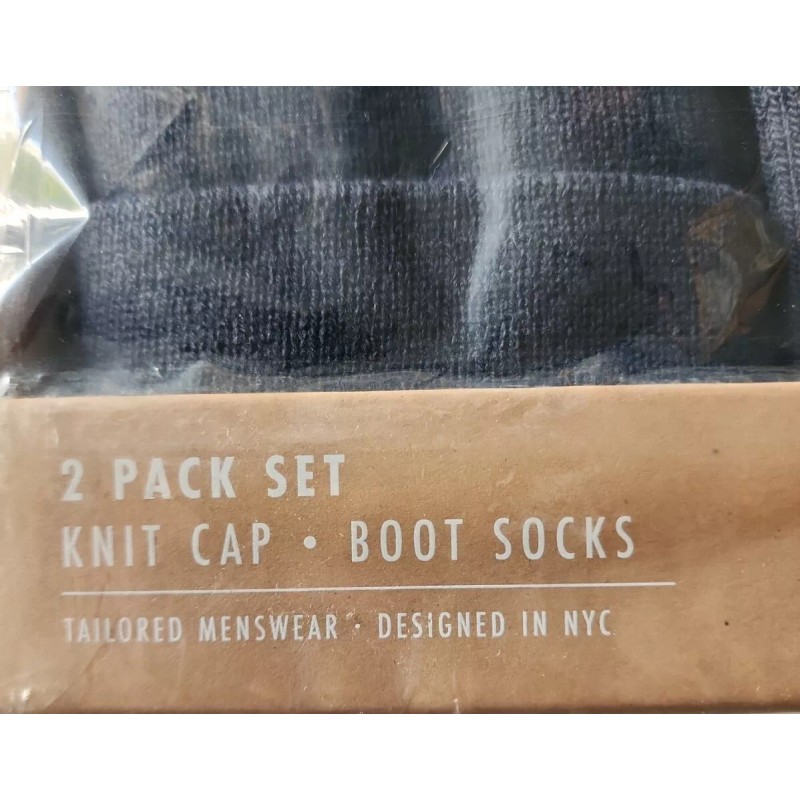 2 PACK SET
KNIT CAP • BOOT SOCKS
TAILORED MENSWEAR • DESIGNED IN NYC